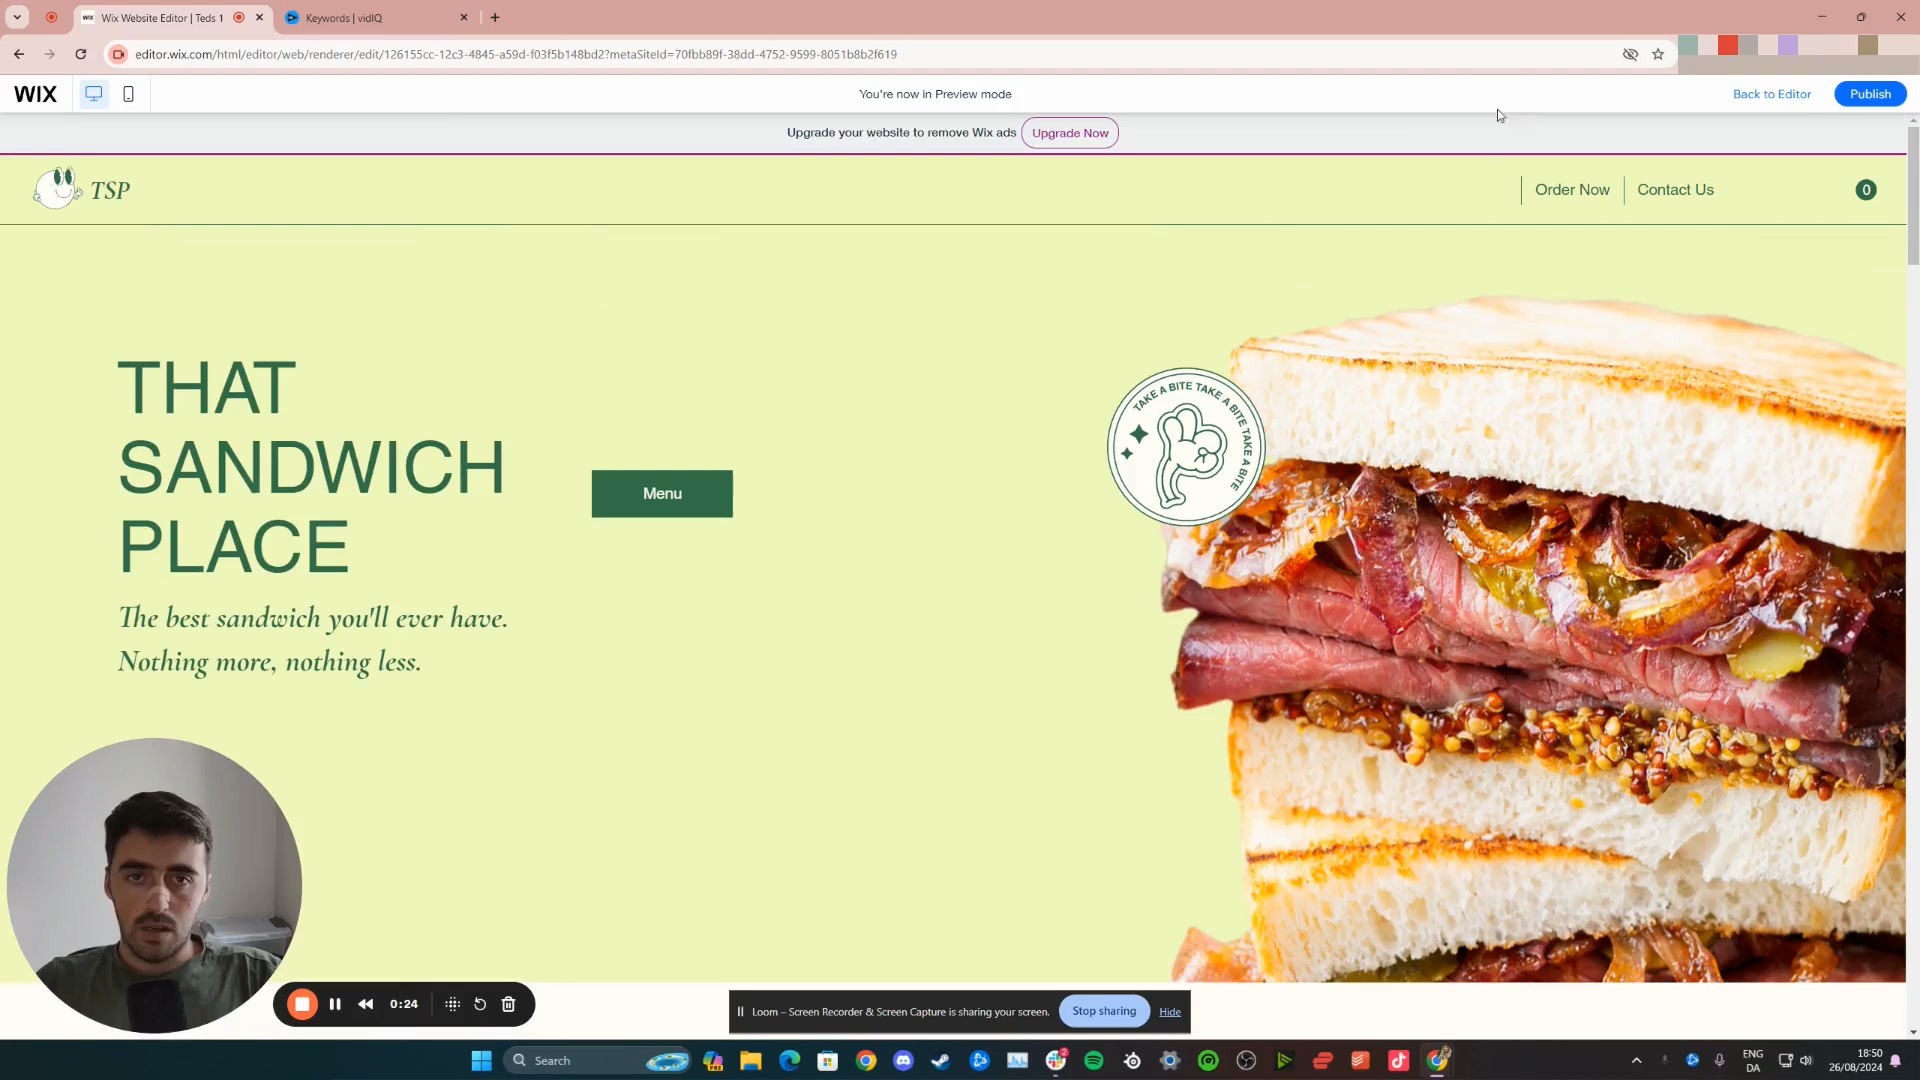 Wix Website Editor | Teds 1
Keywords | vidIQ
editor.wix.com/html/editor/web/renderer/edit/126155cc-12c3-4845-a59d-f03f5b148bd2?metaSiteId=70fbb89f-38dd-4752-9599-8051b8b2f619
WIX
You're now in Preview mode
Back to Editor
Publish
Upgrade your website to remove Wix ads
Upgrade Now
TSP
Order Now
Contact Us
0
THAT
SANDWICH
PLACE
Menu
TAKE A BITE TAKE A BITE TAKE A BITE
The best sandwich you'll ever have.
Nothing more, nothing less.
0:24
Loom – Screen Recorder & Screen Capture is sharing your screen.
Stop sharing
Hide
Search
ENG
DA
18:50
26/08/2024